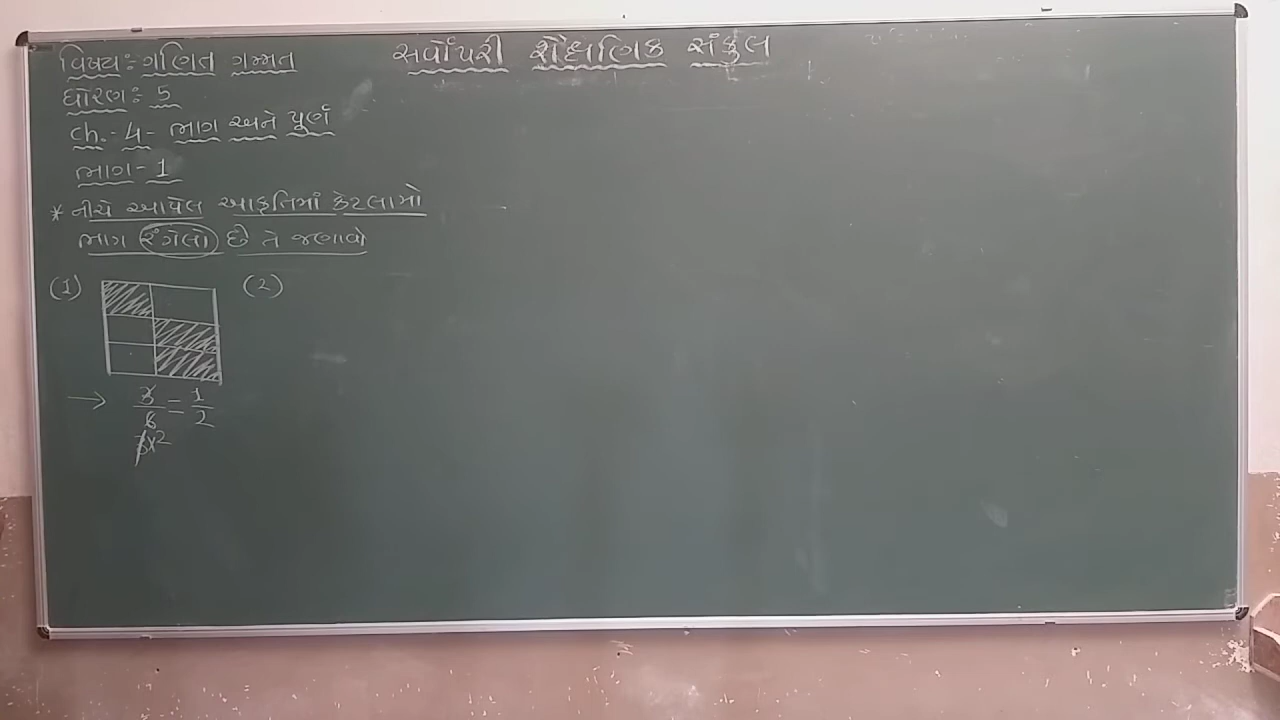 સર્વોપરી શૈક્ષણિક સંકુલ
વિષય: ગણિત ગમ્મત
ધોરણ: 5
ch.- 4- ભાગ અને પૂર્ણ
ભાગ- 1
* નીચે આપેલ આકૃતિમાં કેટલામો
ભાગ રંગેલો છે તે જણાવો
(1) (2)
→ 3/6 = 1/2
3x2